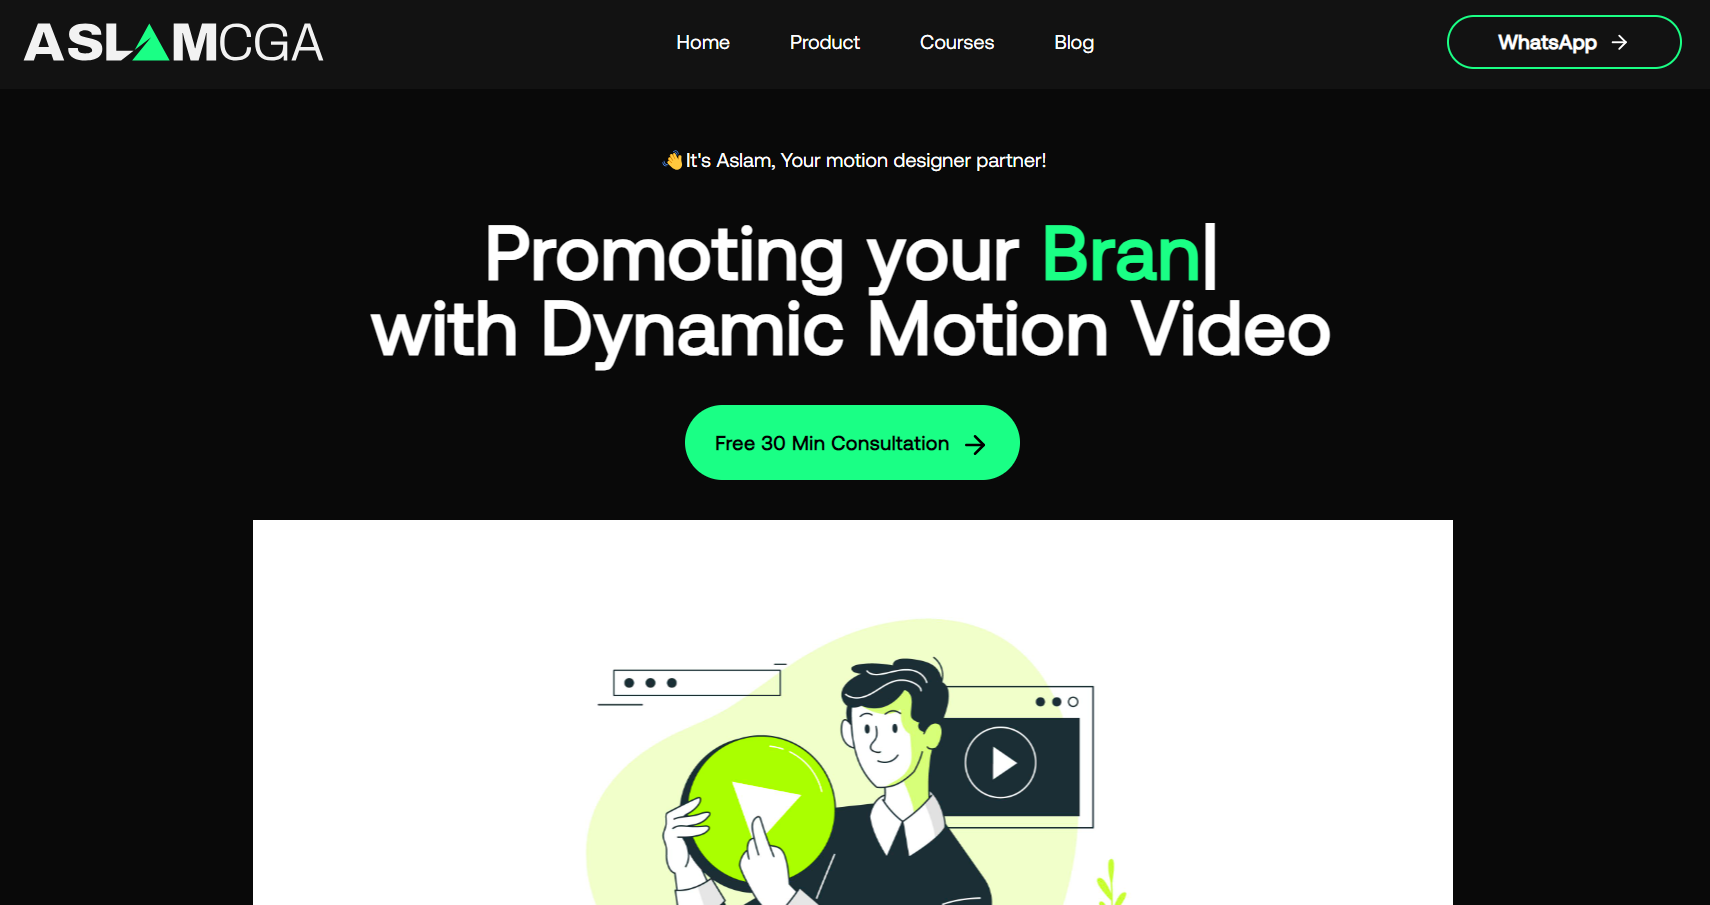 ASLAMCGA
Home
Product
Courses
Blog
WhatsApp
👋It's Aslam, Your motion designer partner!
Promoting your Bran|
with Dynamic Motion Video
Free 30 Min Consultation